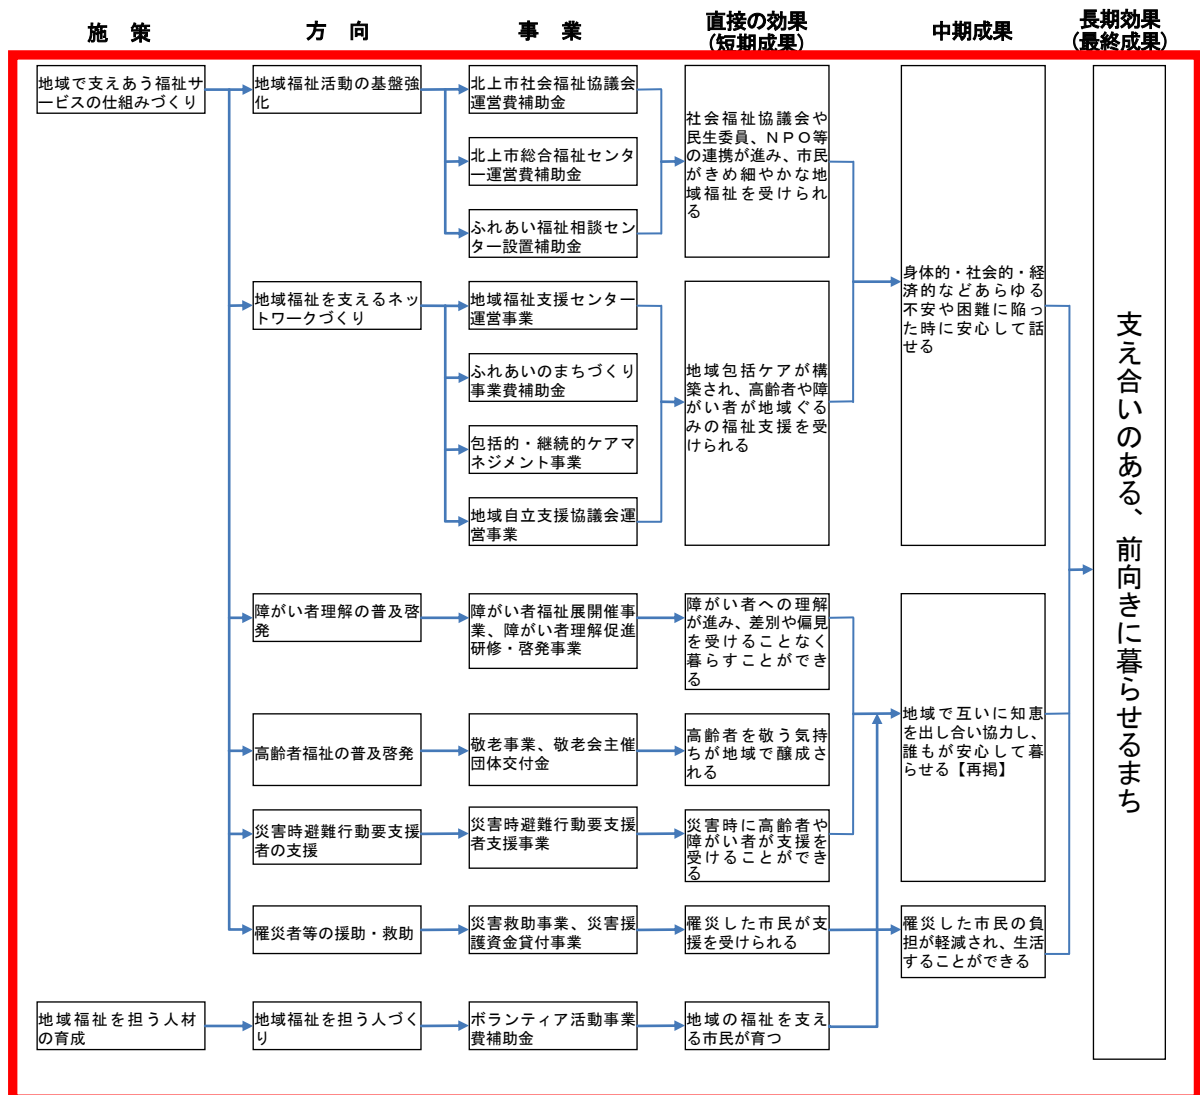 施　策
方　向
事　業
直接の効果
(短期成果)
中期成果
長期効果
(最終成果)
地域で支えあう福祉サ
ービスの仕組みづくり
地域福祉活動の基盤強
化
北上市社会福祉協議会
運営費補助金
北上市総合福祉センタ
ー運営費補助金
ふれあい福祉相談セン
ター設置補助金
社会福祉協議会や
民生委員、ＮＰＯ等
の連携が進み、市民
がきめ細やかな地
域福祉を受けられ
る
地域福祉を支えるネッ
トワークづくり
地域福祉支援センター
運営事業
ふれあいのまちづくり
事業費補助金
包括的・継続的ケアマ
ネジメント事業
地域自立支援協議会運
営事業
地域包括ケアが構
築され、高齢者や障
がい者が地域ぐる
みの福祉支援を受
けられる
身体的・社会的・経
済的などあらゆる
不安や困難に陥っ
た時に安心して話
せる
障がい者理解の普及啓
発
障がい者福祉展開催事
業、障がい者理解促進
研修・啓発事業
障がい者への理解
が進み、差別や偏見
を受けることなく
暮らすことができ
る
高齢者福祉の普及啓発
敬老事業、敬老会主催
団体交付金
高齢者を敬う気持
ちが地域で醸成さ
れる
災害時避難行動要支援
者の支援
災害時避難行動要支援
者支援事業
災害時に高齢者や
障がい者が支援を
受けることができ
る
地域で互いに知恵
を出し合い協力し、
誰もが安心して暮
らせる【再掲】
罹災者等の援助・救助
災害救助事業、災害援
護資金貸付事業
罹災した市民が支
援を受けられる
罹災した市民の負
担が軽減され、生活
することができる
地域福祉を担う人材
の育成
地域福祉を担う人づく
り
ボランティア活動事業
費補助金
地域の福祉を支え
る市民が育つ
支え合いのある、前向きに暮らせるまち